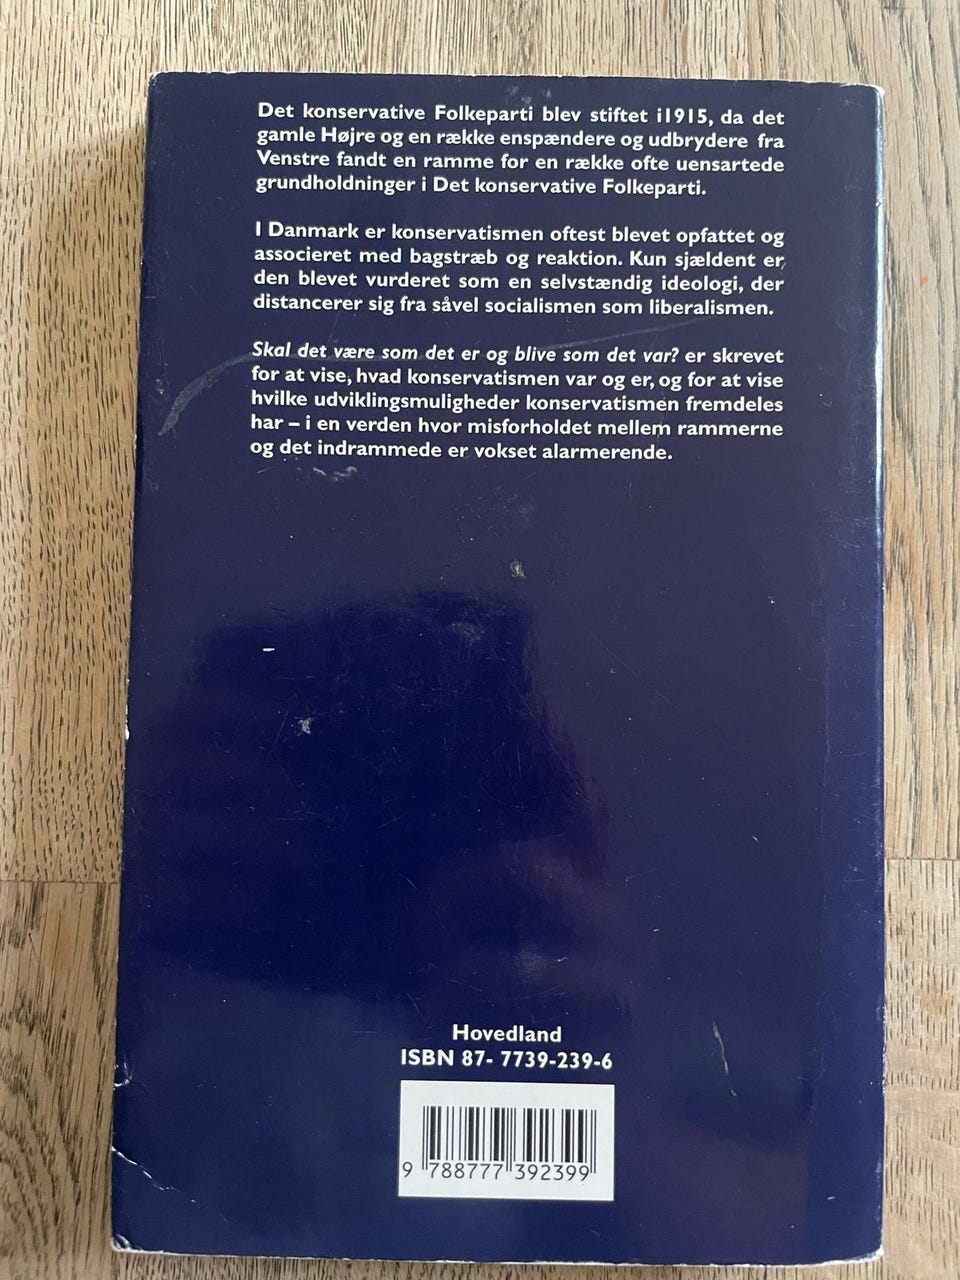 Det konservative Folkeparti blev stiftet i1915, da det
gamle Højre og en række enspændere og udbrydere fra
Venstre fandt en ramme for en række ofte uensartede
grundholdninger i Det konservative Folkeparti.
I Danmark er konservatismen oftest blevet opfattet og
associeret med bagstræb og reaktion. Kun sjældent er
den blevet vurderet som en selvstændig ideologi, der
distancerer sig fra såvel socialismen som liberalismen.
Skal det være som det er og blive som det var? er skrevet
for at vise, hvad konservatismen var og er, og for at vise
hvilke udviklingsmuligheder konservatismen fremdeles
har – i en verden hvor misforholdet mellem rammerne
og det indrammede er vokset alarmerende.
Hovedland
ISBN 87- 7739-239-6
9 788777 392399